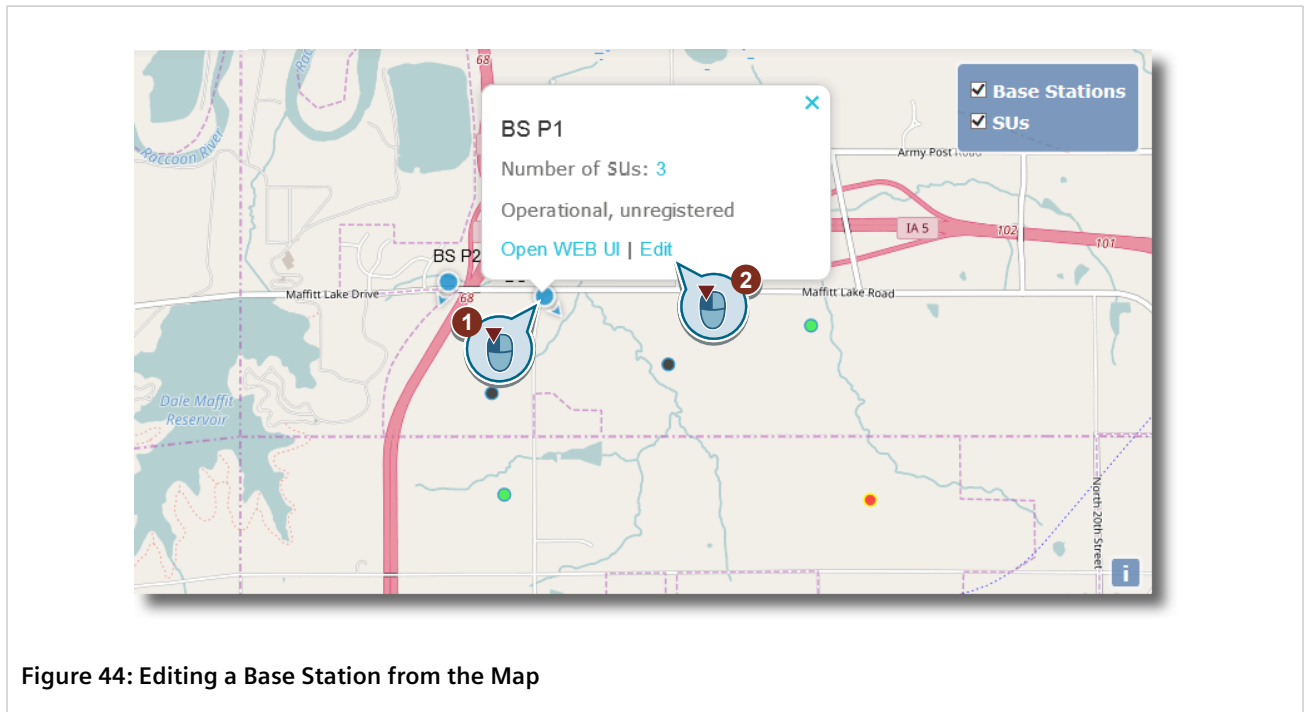 68
Raccoon River
BS P1
Number of SUs: 3
Operational, unregistered
Open WEB UI | Edit
Base Stations
SUs
Army Post
IA 5
102
101
BS P2
Maffitt Lake Drive
68
Maffitt Lake Road
1
2
Dale Maffit
Reservoir
North 20th Street
i
Figure 44: Editing a Base Station from the Map